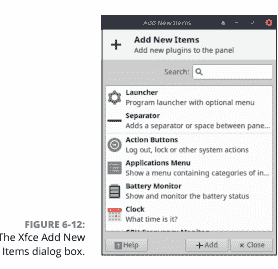 Add New Items
Add New Items
Add new plugins to the panel
Search:
Launcher
Program launcher with optional menu
Separator
Adds a separator or space between pane...
Action Buttons
Log out, lock or other system actions
Applications Menu
Show a menu containing categories of in...
Battery Monitor
Show and monitor the battery status
Clock
What time is it?
Help
Add
Close
FIGURE 6-12:
The Xfce Add New
Items dialog box.